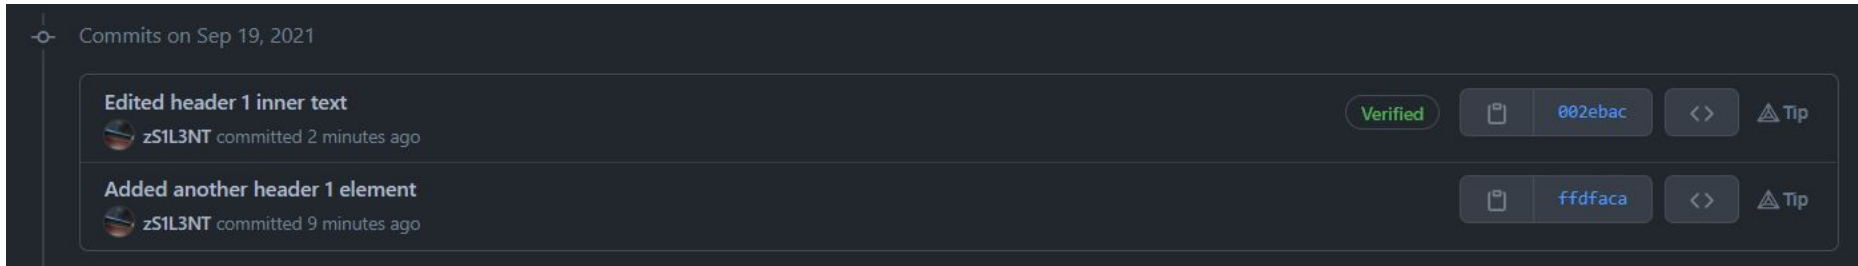 Commits on Sep 19, 2021
Edited header 1 inner text
zS1L3NT committed 2 minutes ago
Verified
002ebac
<>
Tip
Added another header 1 element
zS1L3NT committed 9 minutes ago
ffdfaca
<>
Tip